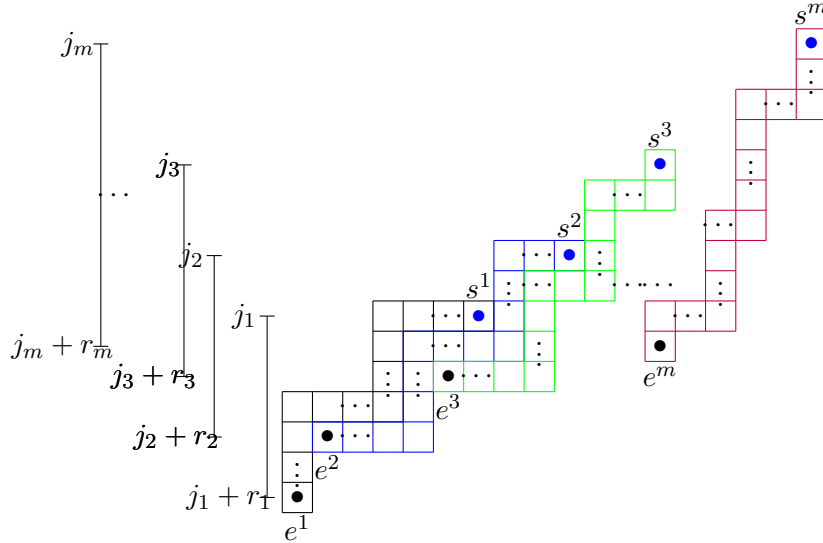 s^m
j_m
s^3
j_3
...
...
s^2
j_2
...
...
... ...
s^1
j_1
...
...
j_m + r_m
...
j_3 + r_3
...
e^m
e^3
...
j_2 + r_2
...
e^2
j_1 + r_1
e^1